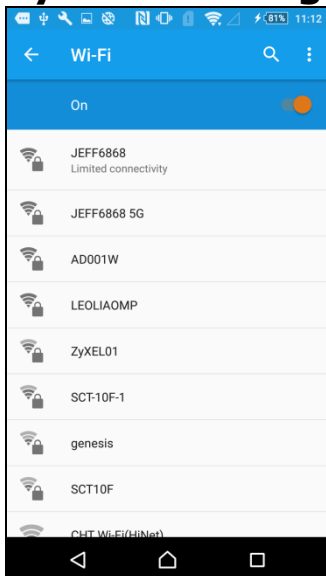 81% 11:12
Wi-Fi
On
JEFF6868
Limited connectivity
JEFF6868 5G
AD001W
LEOLIAOMP
ZyXEL01
SCT-10F-1
genesis
SCT10F
CHT Wi-Fi(HiNet)